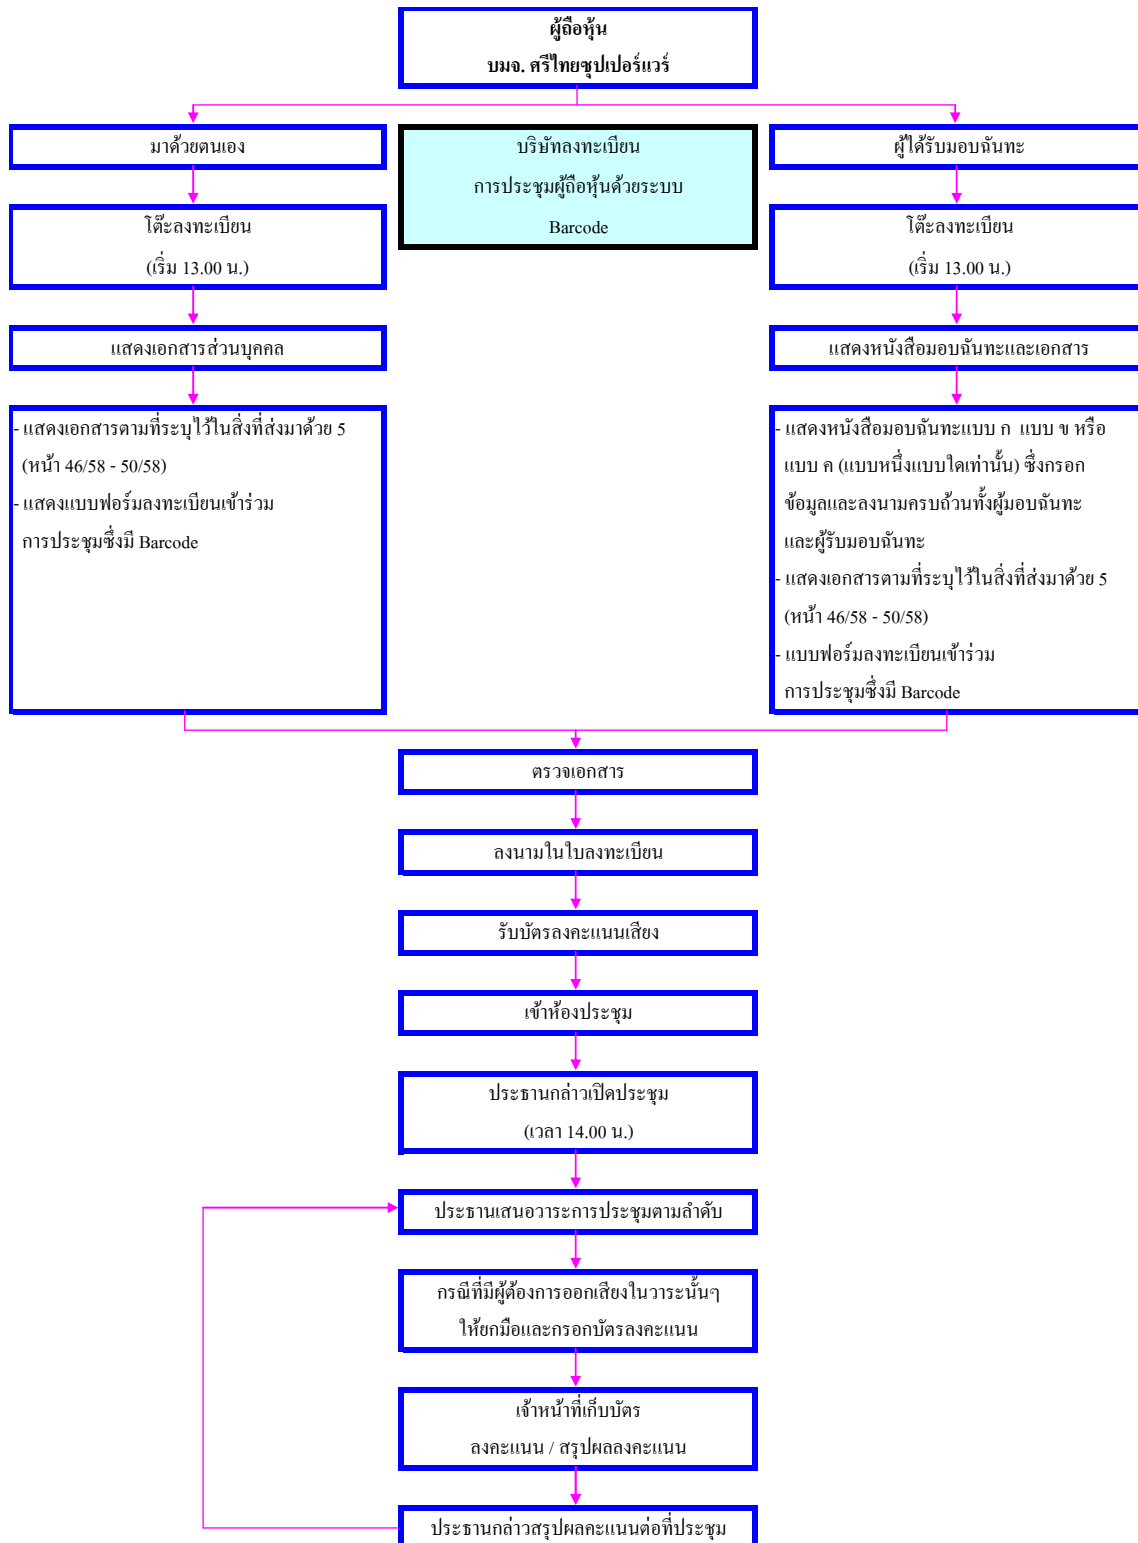 ผู้ถือหุ้น
บมจ. ศรีไทยซุปเปอร์แวร์
มาด้วยตนเอง
โต๊ะลงทะเบียน
(เริ่ม 13.00 น.)
แสดงเอกสารส่วนบุคคล
- แสดงเอกสารตามที่ระบุไว้ในสิ่งที่ส่งมาด้วย 5
(หน้า 46/58 - 50/58)
- แสดงแบบฟอร์มลงทะเบียนเข้าร่วม
การประชุมซึ่งมี Barcode
บริษัทลงทะเบียน
การประชุมผู้ถือหุ้นด้วยระบบ
Barcode
ผู้ได้รับมอบฉันทะ
โต๊ะลงทะเบียน
(เริ่ม 13.00 น.)
แสดงหนังสือมอบฉันทะและเอกสาร
- แสดงหนังสือมอบฉันทะแบบ ก แบบ ข หรือ
แบบ ค (แบบหนึ่งแบบใดเท่านั้น) ซึ่งกรอก
ข้อมูลและลงนามครบถ้วนทั้งผู้มอบฉันทะ
และผู้รับมอบฉันทะ
- แสดงเอกสารตามที่ระบุไว้ในสิ่งที่ส่งมาด้วย 5
(หน้า 46/58 - 50/58)
- แบบฟอร์มลงทะเบียนเข้าร่วม
การประชุมซึ่งมี Barcode
ตรวจเอกสาร
ลงนามในใบลงทะเบียน
รับบัตรลงคะแนนเสียง
เข้าห้องประชุม
ประธานกล่าวเปิดประชุม
(เวลา 14.00 น.)
ประธานเสนอวาระการประชุมตามลำดับ
กรณีที่มีผู้ต้องการออกเสียงในวาระนั้นๆ
ให้ยกมือและกรอกบัตรลงคะแนน
เจ้าหน้าที่เก็บบัตร
ลงคะแนน / สรุปผลลงคะแนน
ประธานกล่าวสรุปผลคะแนนต่อที่ประชุม